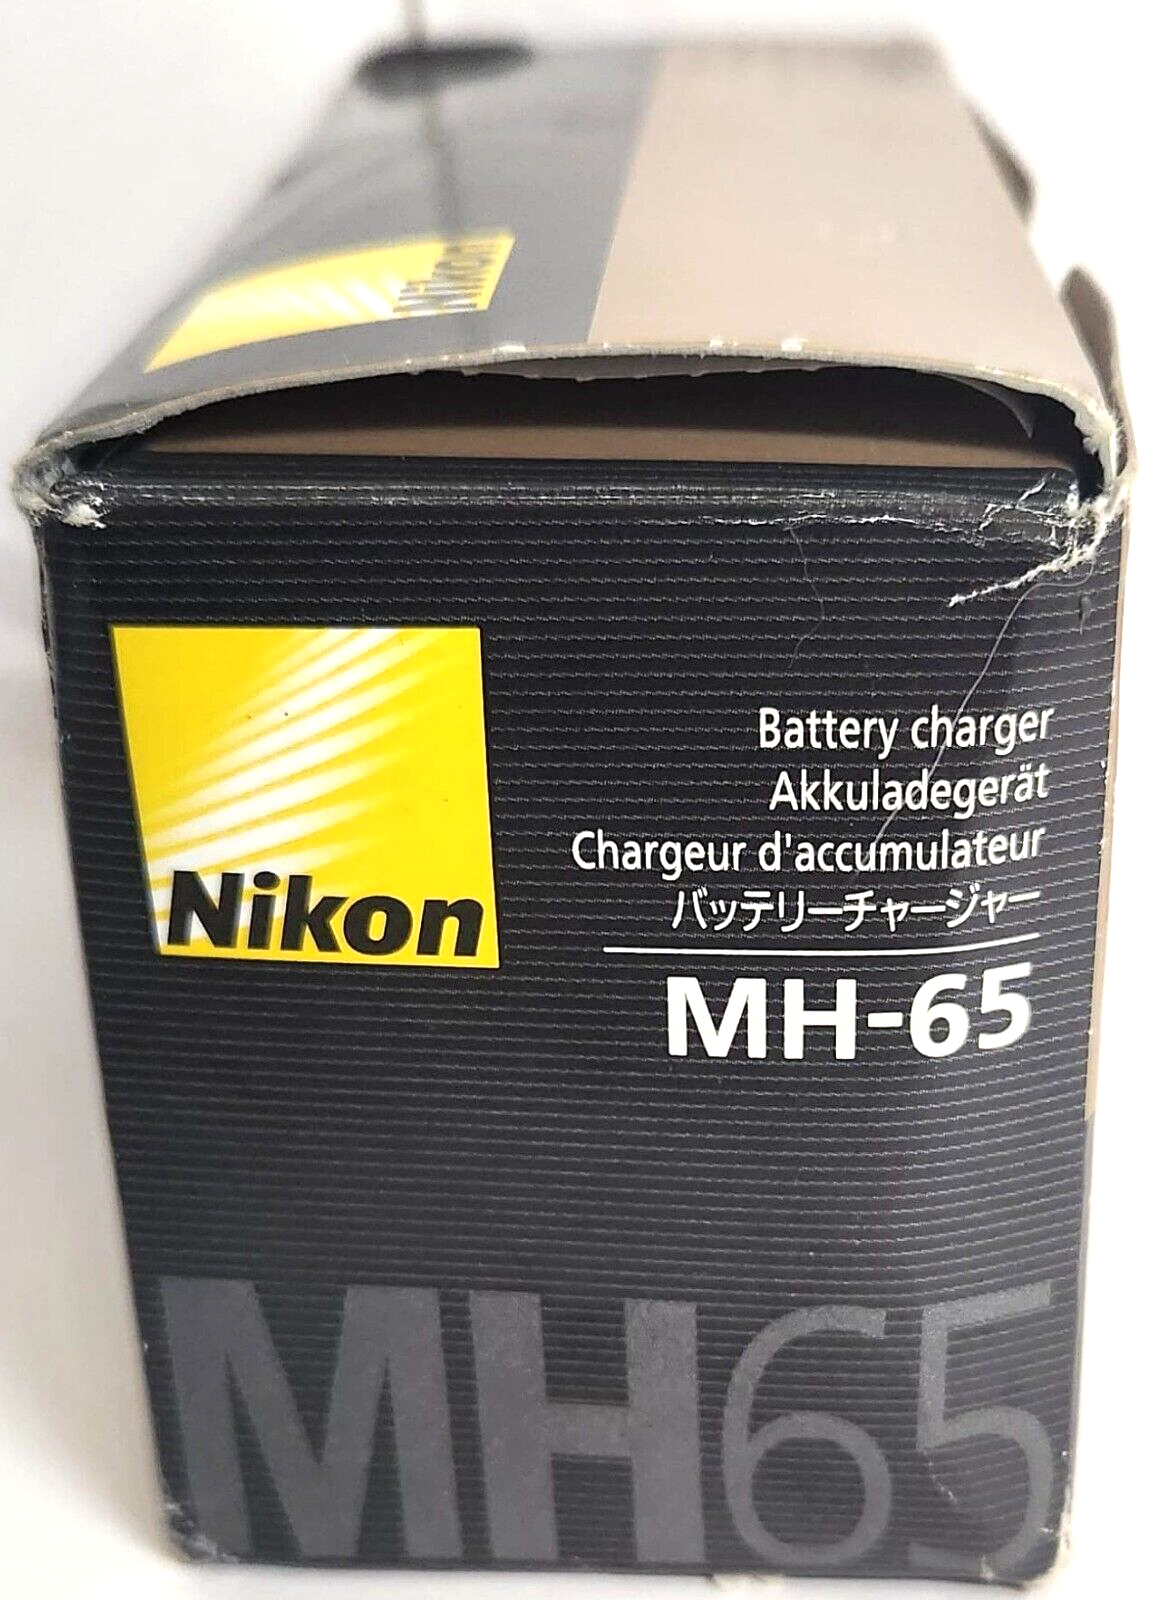 Nikon
Nikon
Battery charger
Akkuladegerät
Chargeur d'accumulateur
バッテリーチャージャー
MH-65
MH65